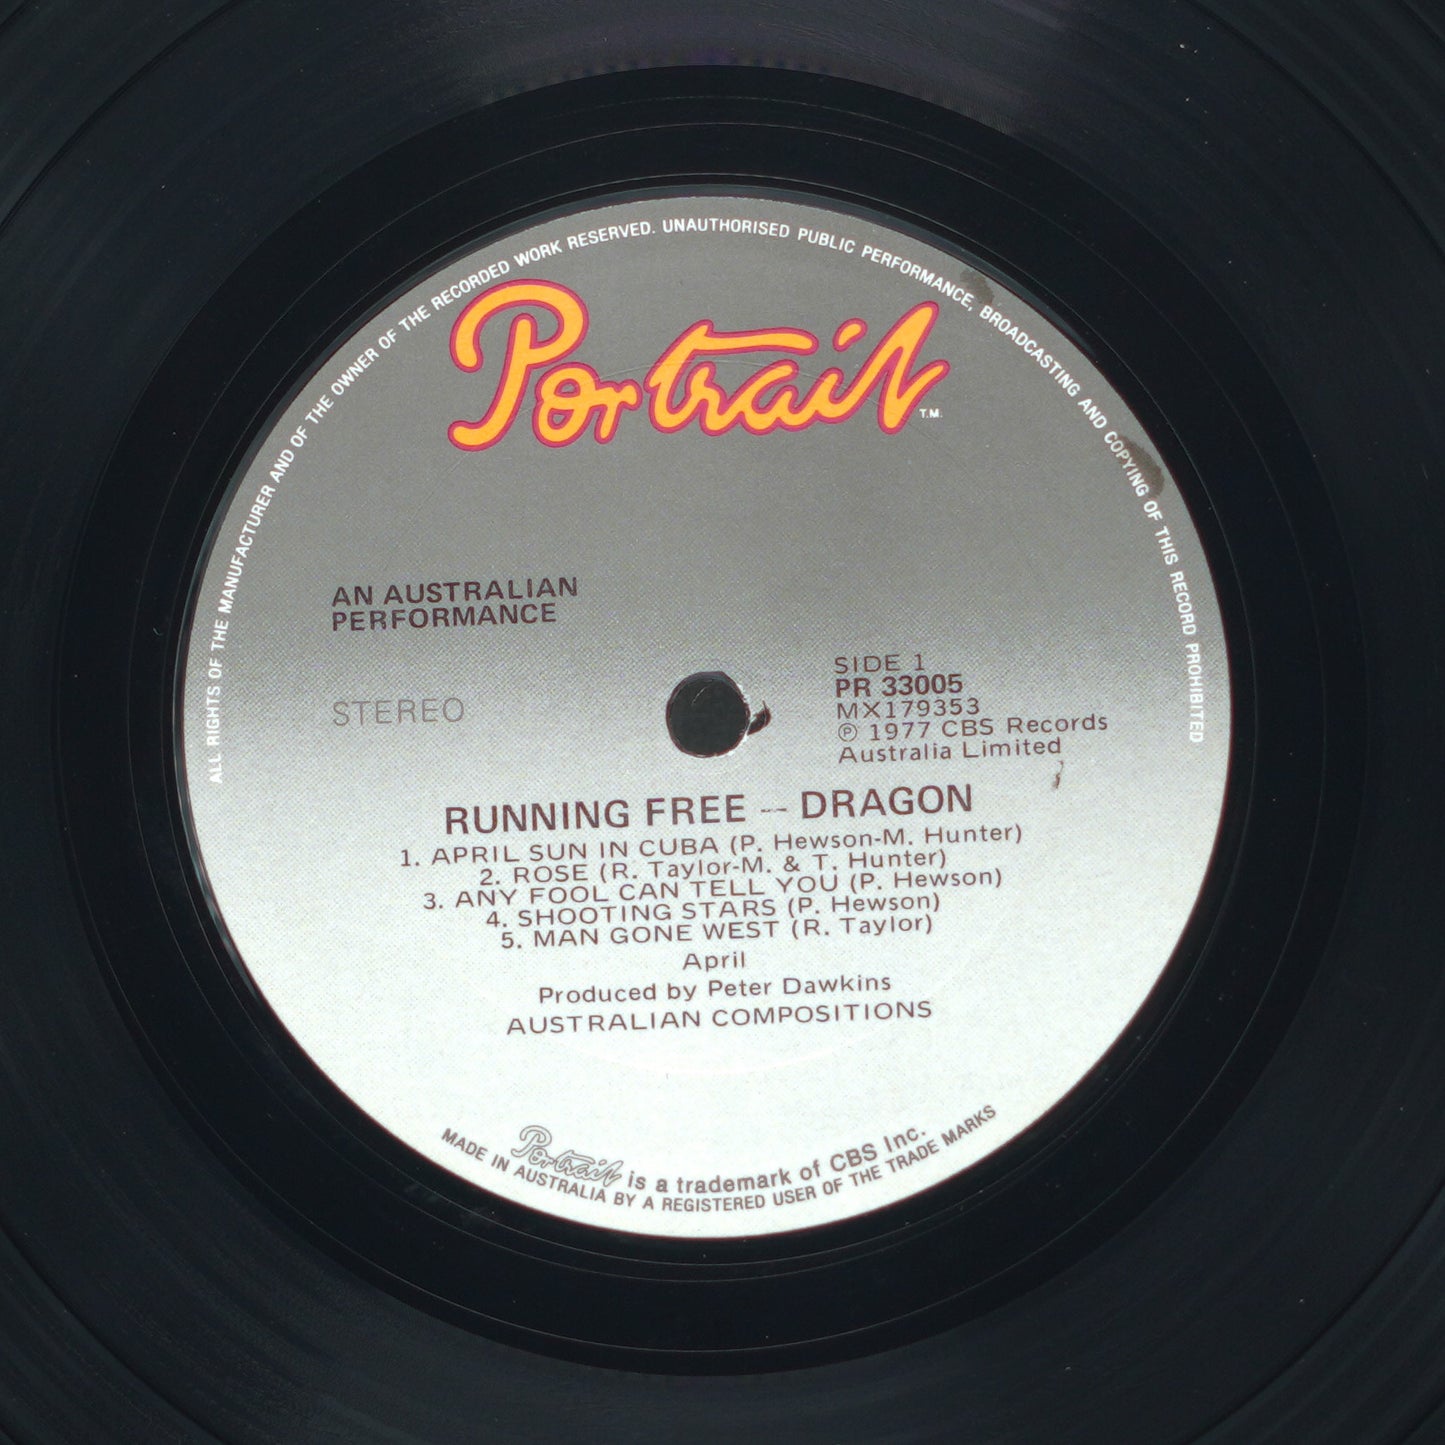 ALL RIGHTS OF THE MANUFACTURER AND OF THE OWNER OF THE RECORDED WORK RESERVED. UNAUTHORISED PUBLIC PERFORMANCE, BROADCASTING AND COPYING OF THIS RECORD PROHIBITED
Portrait T.M.
AN AUSTRALIAN
PERFORMANCE
STEREO
SIDE 1
PR 33005
MX179353
℗ 1977 CBS Records
Australia Limited
RUNNING FREE – DRAGON
1. APRIL SUN IN CUBA (P. Hewson-M. Hunter)
2. ROSE (R. Taylor-M. & T. Hunter)
3. ANY FOOL CAN TELL YOU (P. Hewson)
4. SHOOTING STARS (P. Hewson)
5. MAN GONE WEST (R. Taylor)
April
Produced by Peter Dawkins
AUSTRALIAN COMPOSITIONS
Portrait is a trademark of CBS Inc.
MADE IN AUSTRALIA BY A REGISTERED USER OF THE TRADE MARKS